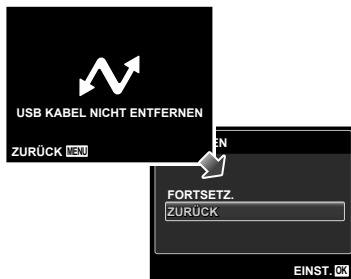 USB KABEL NICHT ENTFERNEN
ZURÜCK MENU
EN
FORTSETZ.
ZURÜCK
EINST. OK